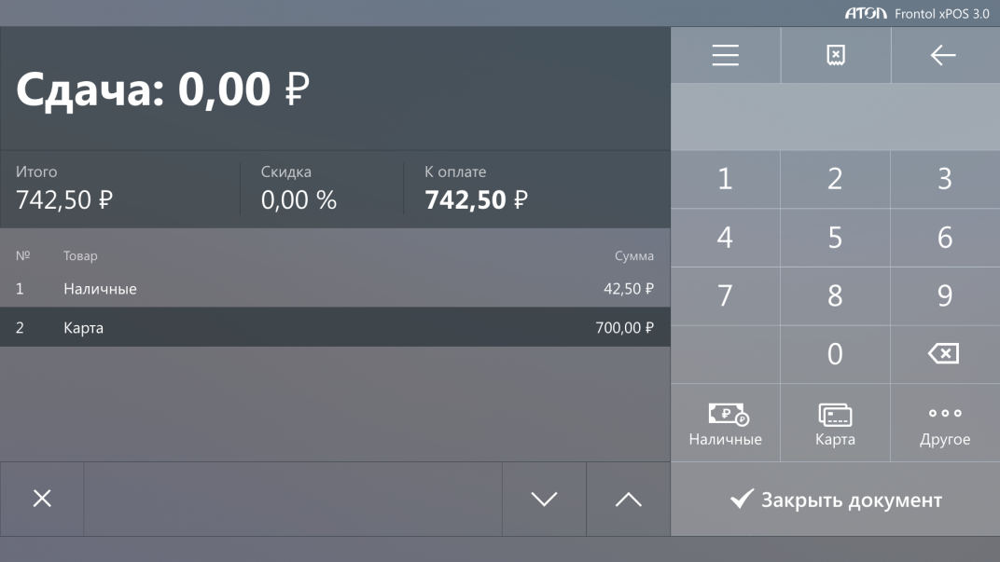 АТОЛ Frontol xPOS 3.0
Сдача: 0,00 ₽
Итого Скидка К оплате
742,50 ₽ 0,00 % 742,50 ₽
№ Товар Сумма
1 Наличные 42,50 ₽
2 Карта 700,00 ₽
1 2 3
4 5 6
7 8 9
0
Наличные Карта Другое
Закрыть документ